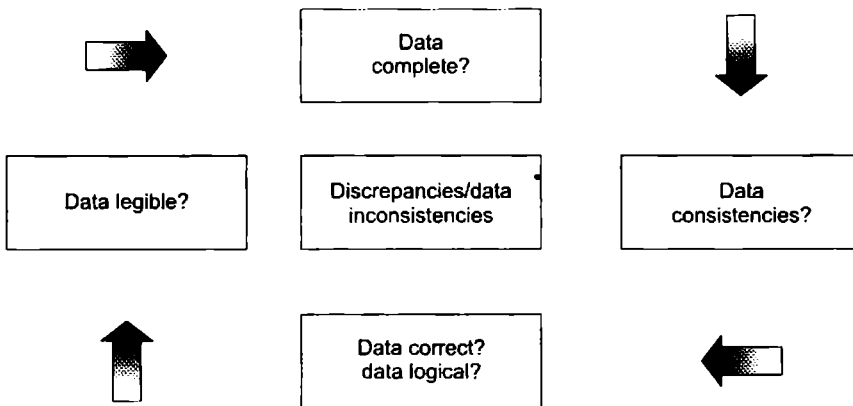 Data
complete?
Data legible?
Discrepancies/data
inconsistencies
Data
consistencies?
Data correct?
data logical?